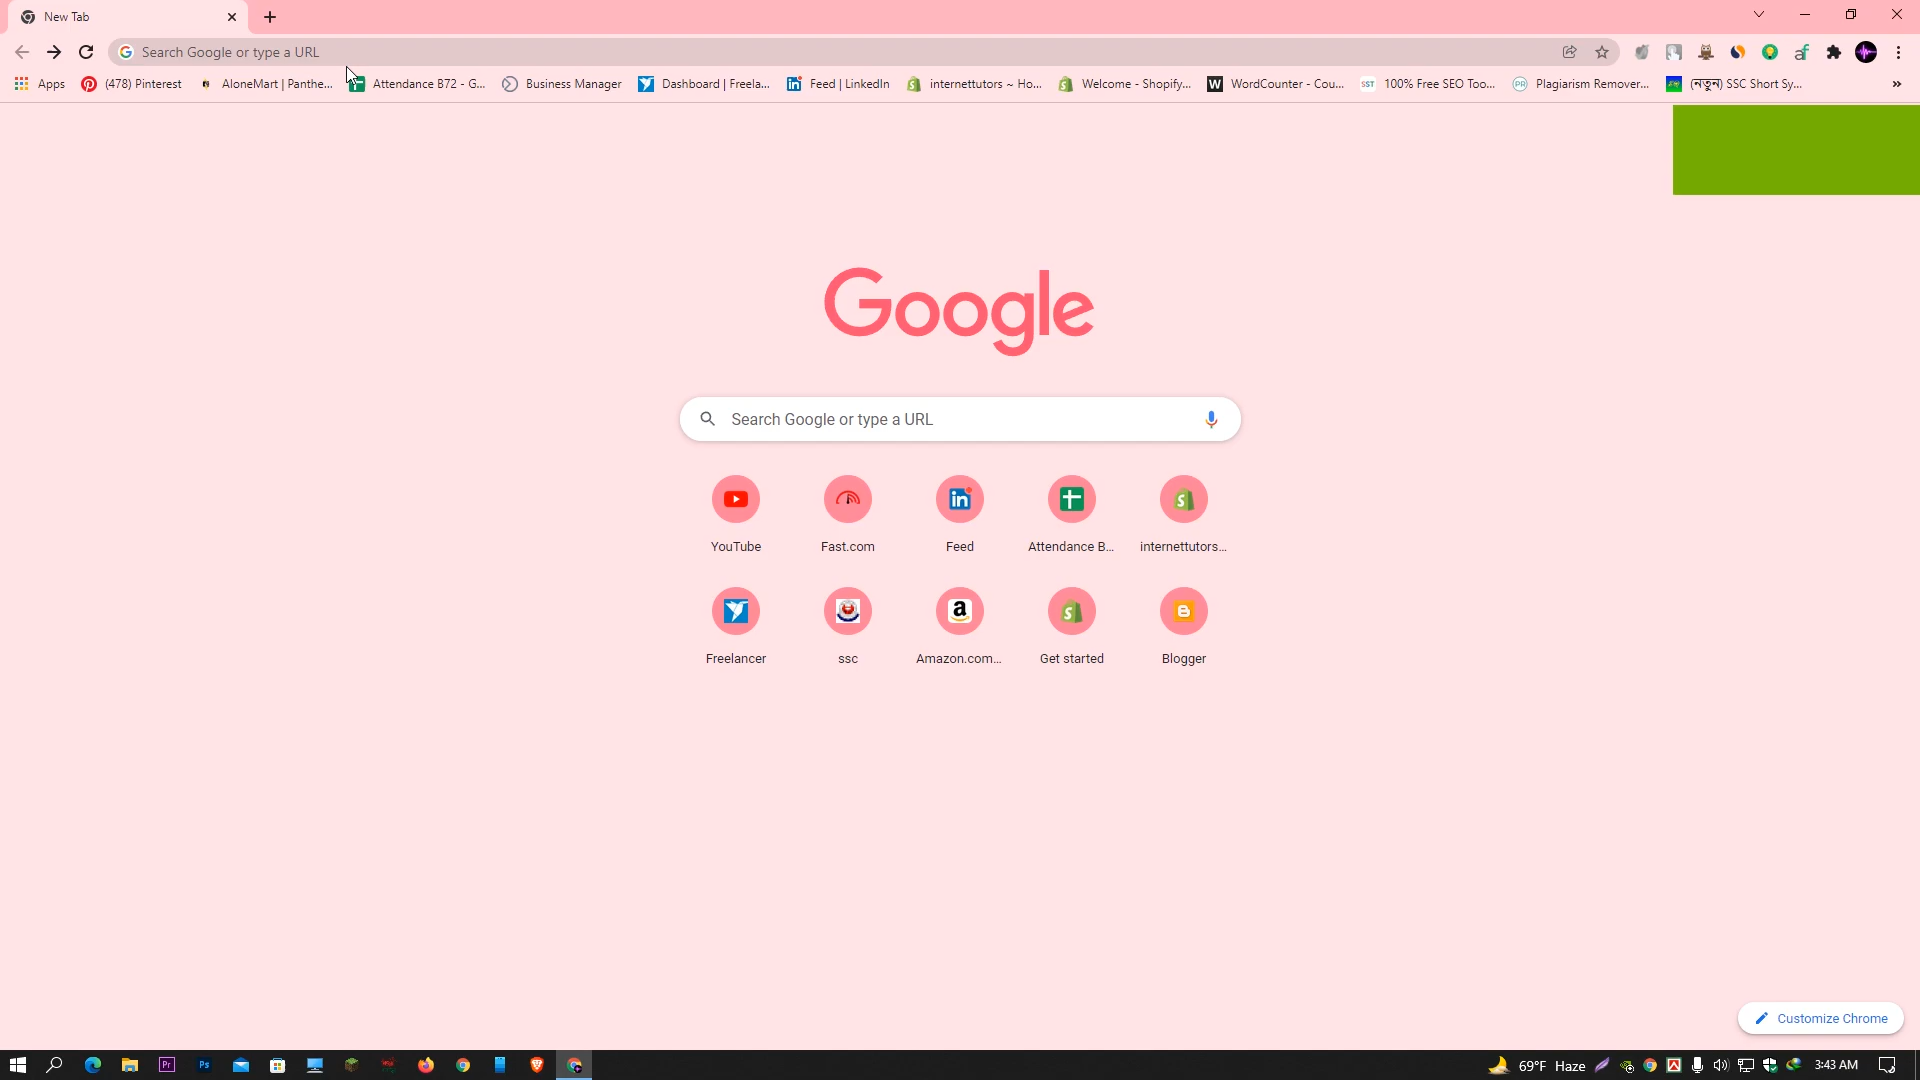 New Tab
Search Google or type a URL
Apps (478) Pinterest AloneMart | Panthe... Attendance B72 - G... Business Manager Dashboard | Freela... Feed | LinkedIn internettutors ~ Ho... Welcome - Shopify... WordCounter - Cou... 100% Free SEO Too... Plagiarism Remover... (নতুন) SSC Short Sy...
Google
Search Google or type a URL
YouTube Fast.com Feed Attendance B... internettutors...
Freelancer ssc Amazon.com... Get started Blogger
Customize Chrome
69°F Haze 3:43 AM